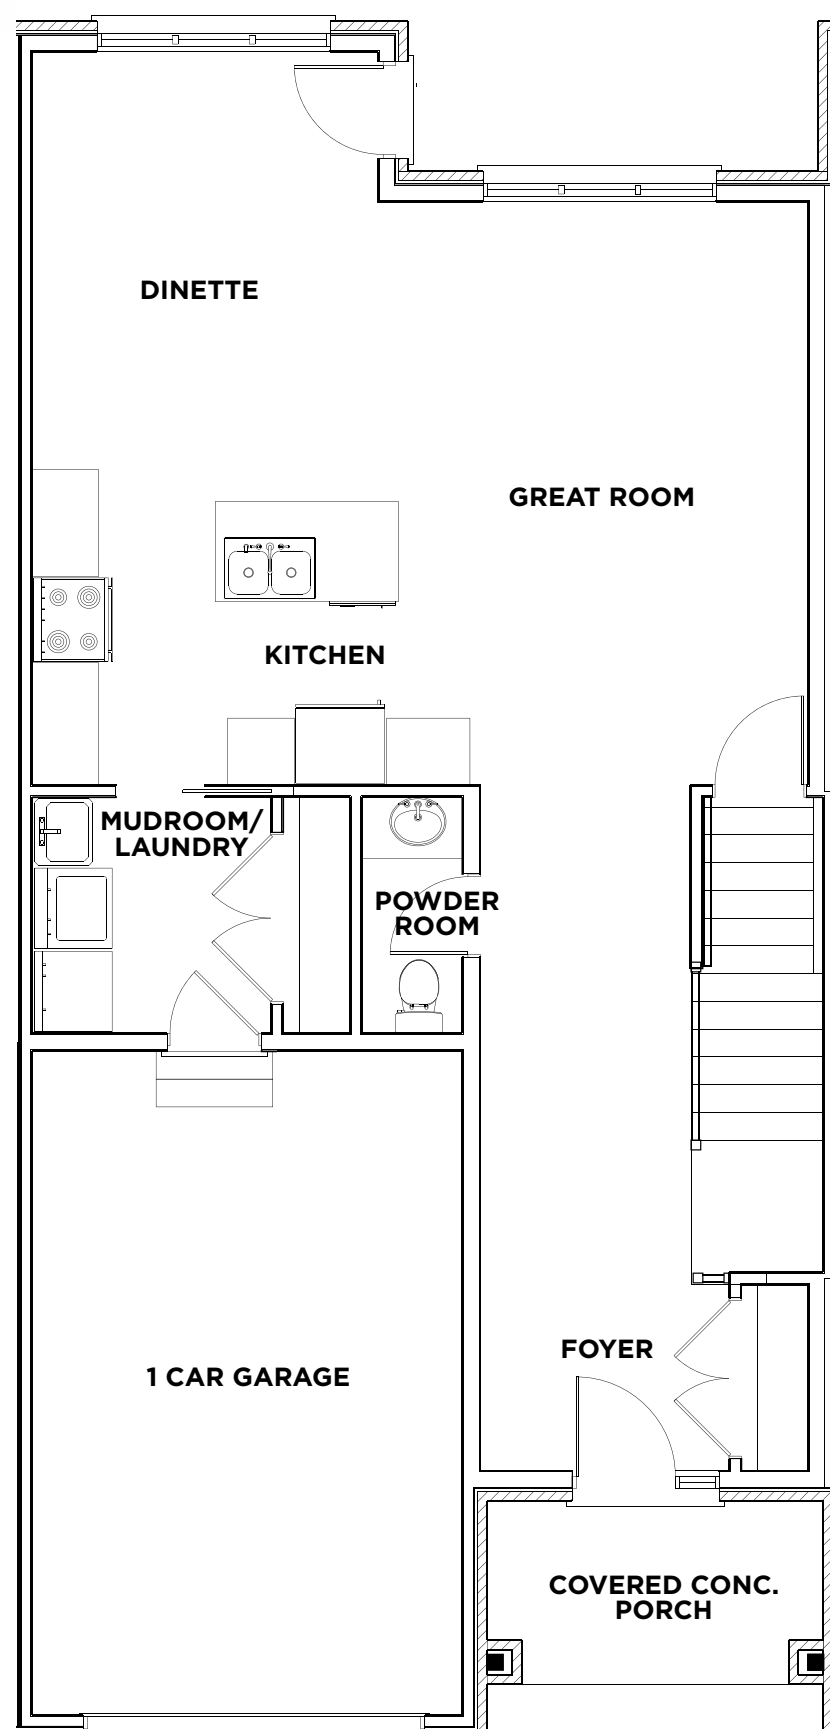 DINETTE
GREAT ROOM
KITCHEN
MUDROOM/
LAUNDRY
POWDER
ROOM
FOYER
1 CAR GARAGE
COVERED CONC.
PORCH